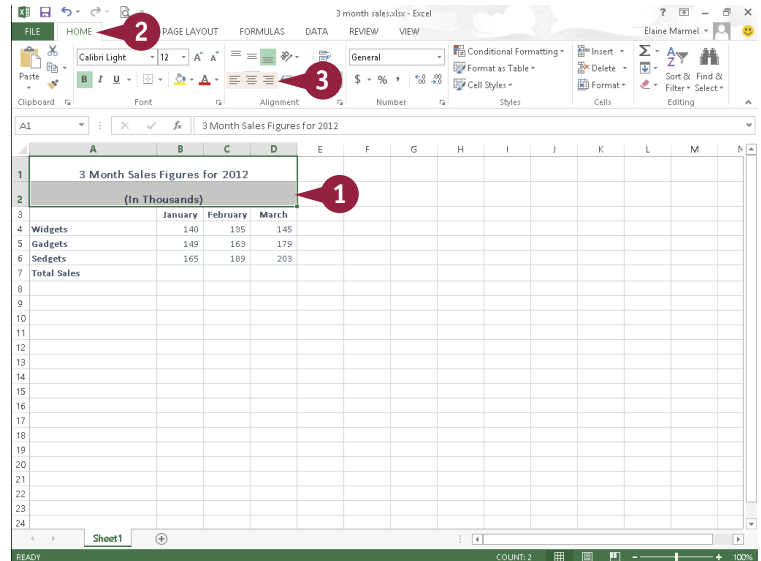 3 month sales.xlsx - Excel
?
FILE HOME 2 PAGE LAYOUT FORMULAS DATA REVIEW VIEW Elaine Marmel
Calibri Light 12 A A General Conditional Formatting Insert Σ A Z
Paste B I U A 3 $ % , .00 Format as Table Delete Sort & Find &
Cell Styles Format Filter Select
Clipboard Font Alignment Number Styles Cells Editing
A1 fx 3 Month Sales Figures for 2012
A B C D E F G H I J K L M N
1 3 Month Sales Figures for 2012
2 (In Thousands) 1
3 January February March
4 Widgets 140 135 145
5 Gadgets 149 163 179
6 Sedgets 165 189 203
7 Total Sales
8
9
10
11
12
13
14
15
16
17
18
19
20
21
22
23
24
Sheet1
READY COUNT: 2 - + 100%